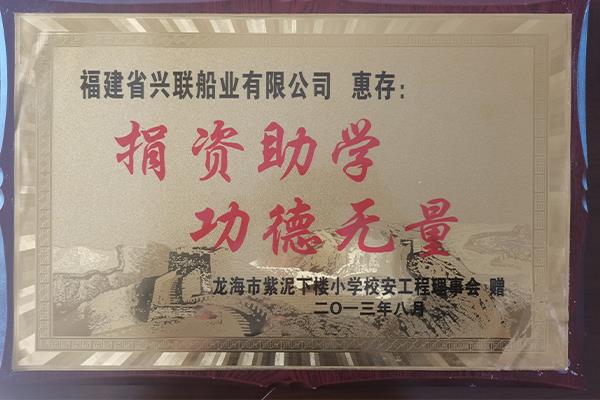 福建省兴联船业有限公司 惠存：
捐资助学
功德无量
龙海市紫泥下楼小学校安工程理事会 赠
二〇一三年八月